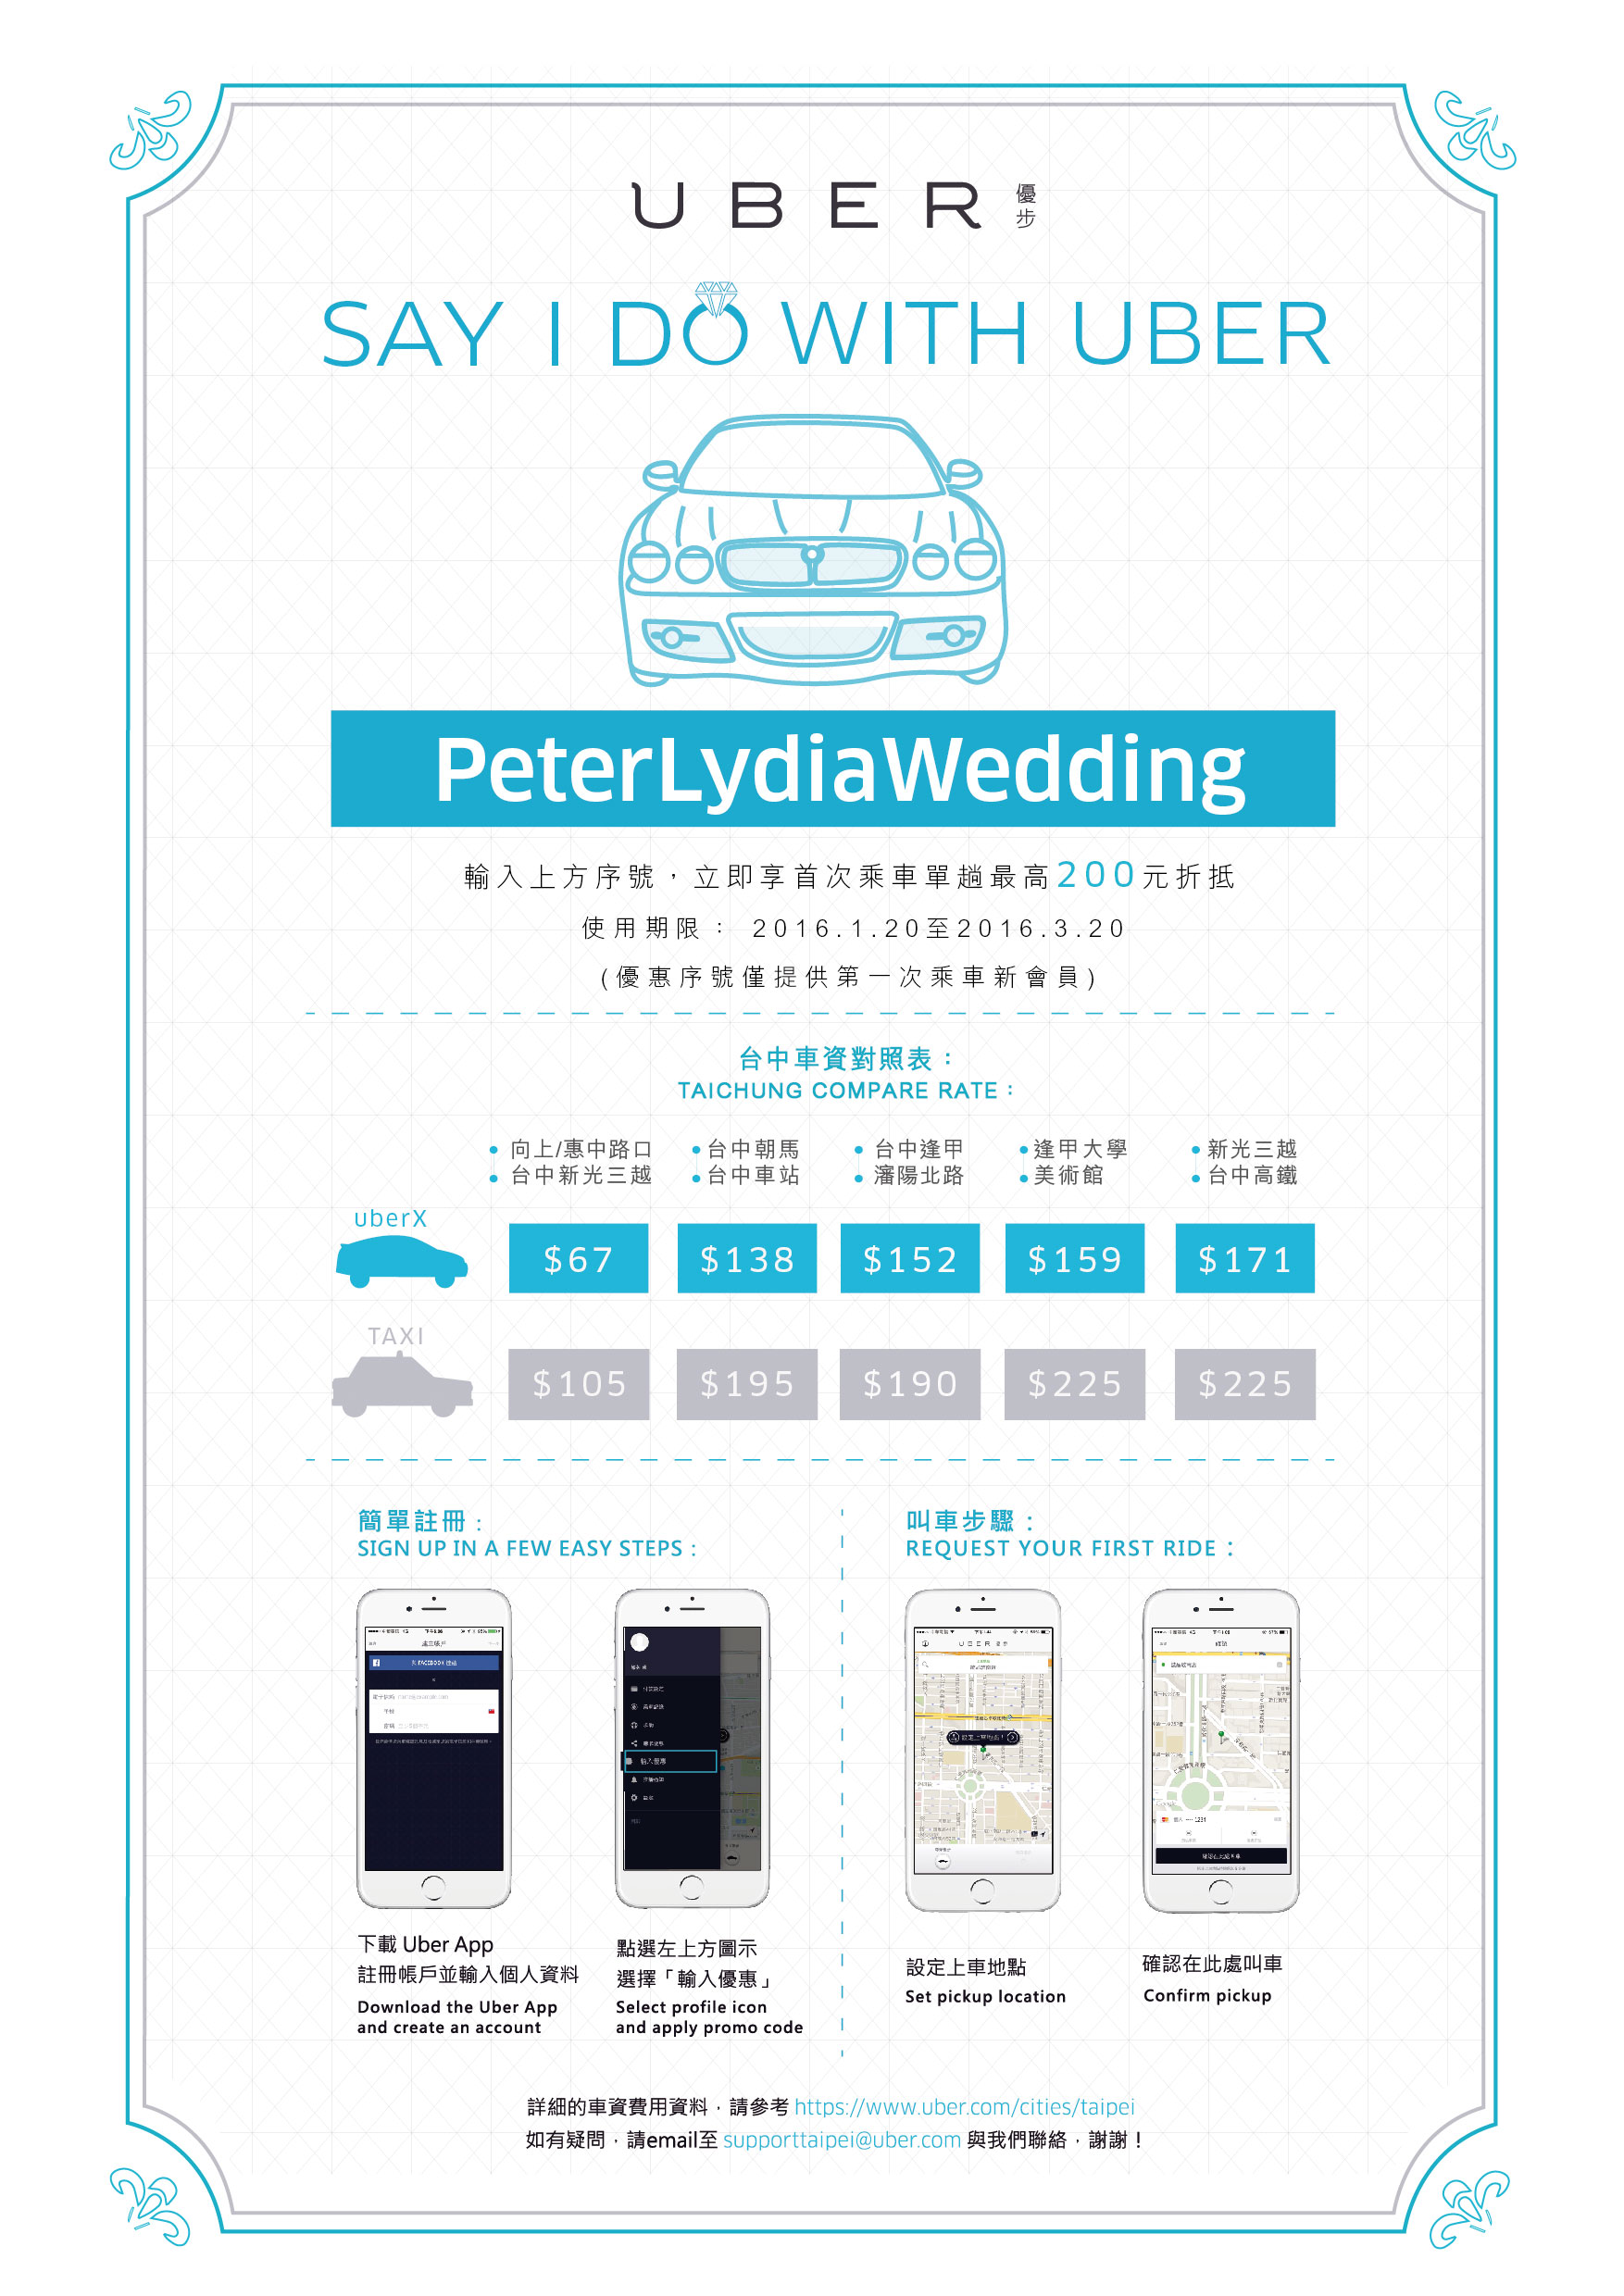 UBER 優步
SAY I DO WITH UBER
PeterLydiaWedding
輸入上方序號，立即享首次乘車單趟最高200元折抵
使用期限： 2016.1.20至2016.3.20
(優惠序號僅提供第一次乘車新會員)
台中車資對照表：
TAICHUNG COMPARE RATE：
向上/惠中路口
台中新光三越
台中朝馬
台中車站
台中逢甲
瀋陽北路
逢甲大學
美術館
新光三越
台中高鐵
uberX
$67 $138 $152 $159 $171
TAXI
$105 $195 $190 $225 $225
簡單註冊：
SIGN UP IN A FEW EASY STEPS：
下載 Uber App
註冊帳戶並輸入個人資料
Download the Uber App
and create an account
輸入優惠
點選左上方圖示
選擇「輸入優惠」
Select profile icon
and apply promo code
叫車步驟：
REQUEST YOUR FIRST RIDE：
UBER
設定上車地點
Set pickup location
1234
確認在此處叫車
Confirm pickup
詳細的車資費用資料，請參考 https://www.uber.com/cities/taipei
如有疑問，請email至 supporttaipei@uber.com 與我們聯絡，謝謝！